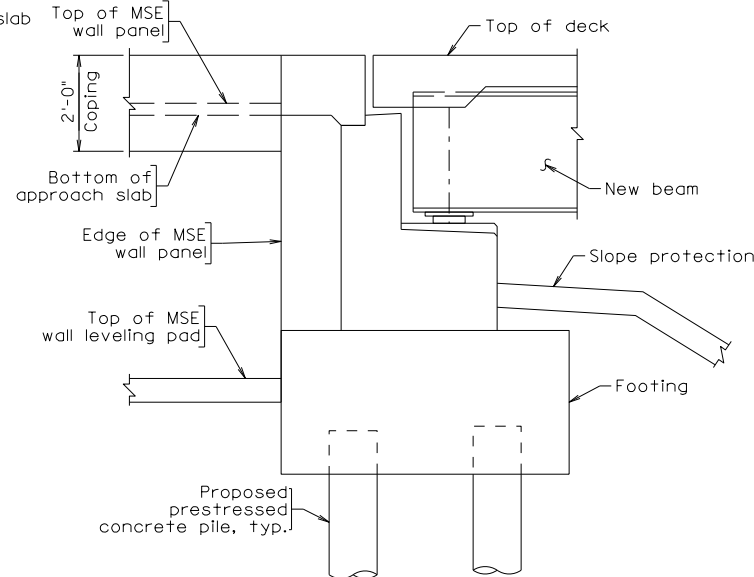 slab
Top of MSE
wall panel
Top of deck
2'-0"
Coping
Bottom of
approach slab
New beam
Edge of MSE
wall panel
Slope protection
Top of MSE
wall leveling pad
Footing
Proposed
prestressed
concrete pile, typ.